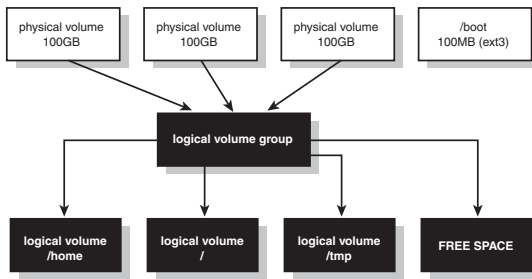 physical volume
100GB
physical volume
100GB
physical volume
100GB
/boot
100MB (ext3)
logical volume group
logical volume
/home
logical volume
/
logical volume
/tmp
FREE SPACE